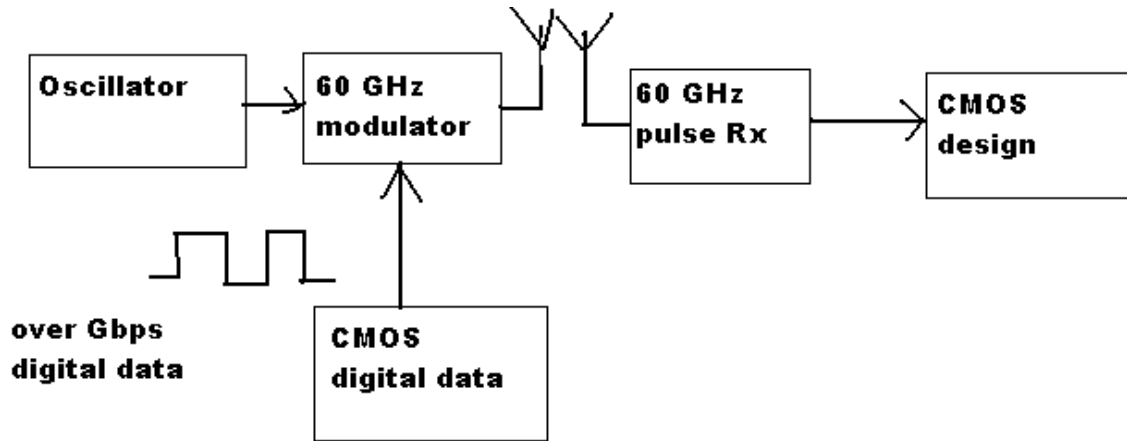 Oscillator
60 GHz
modulator
60 GHz
pulse Rx
CMOS
design
over Gbps
digital data
CMOS
digital data